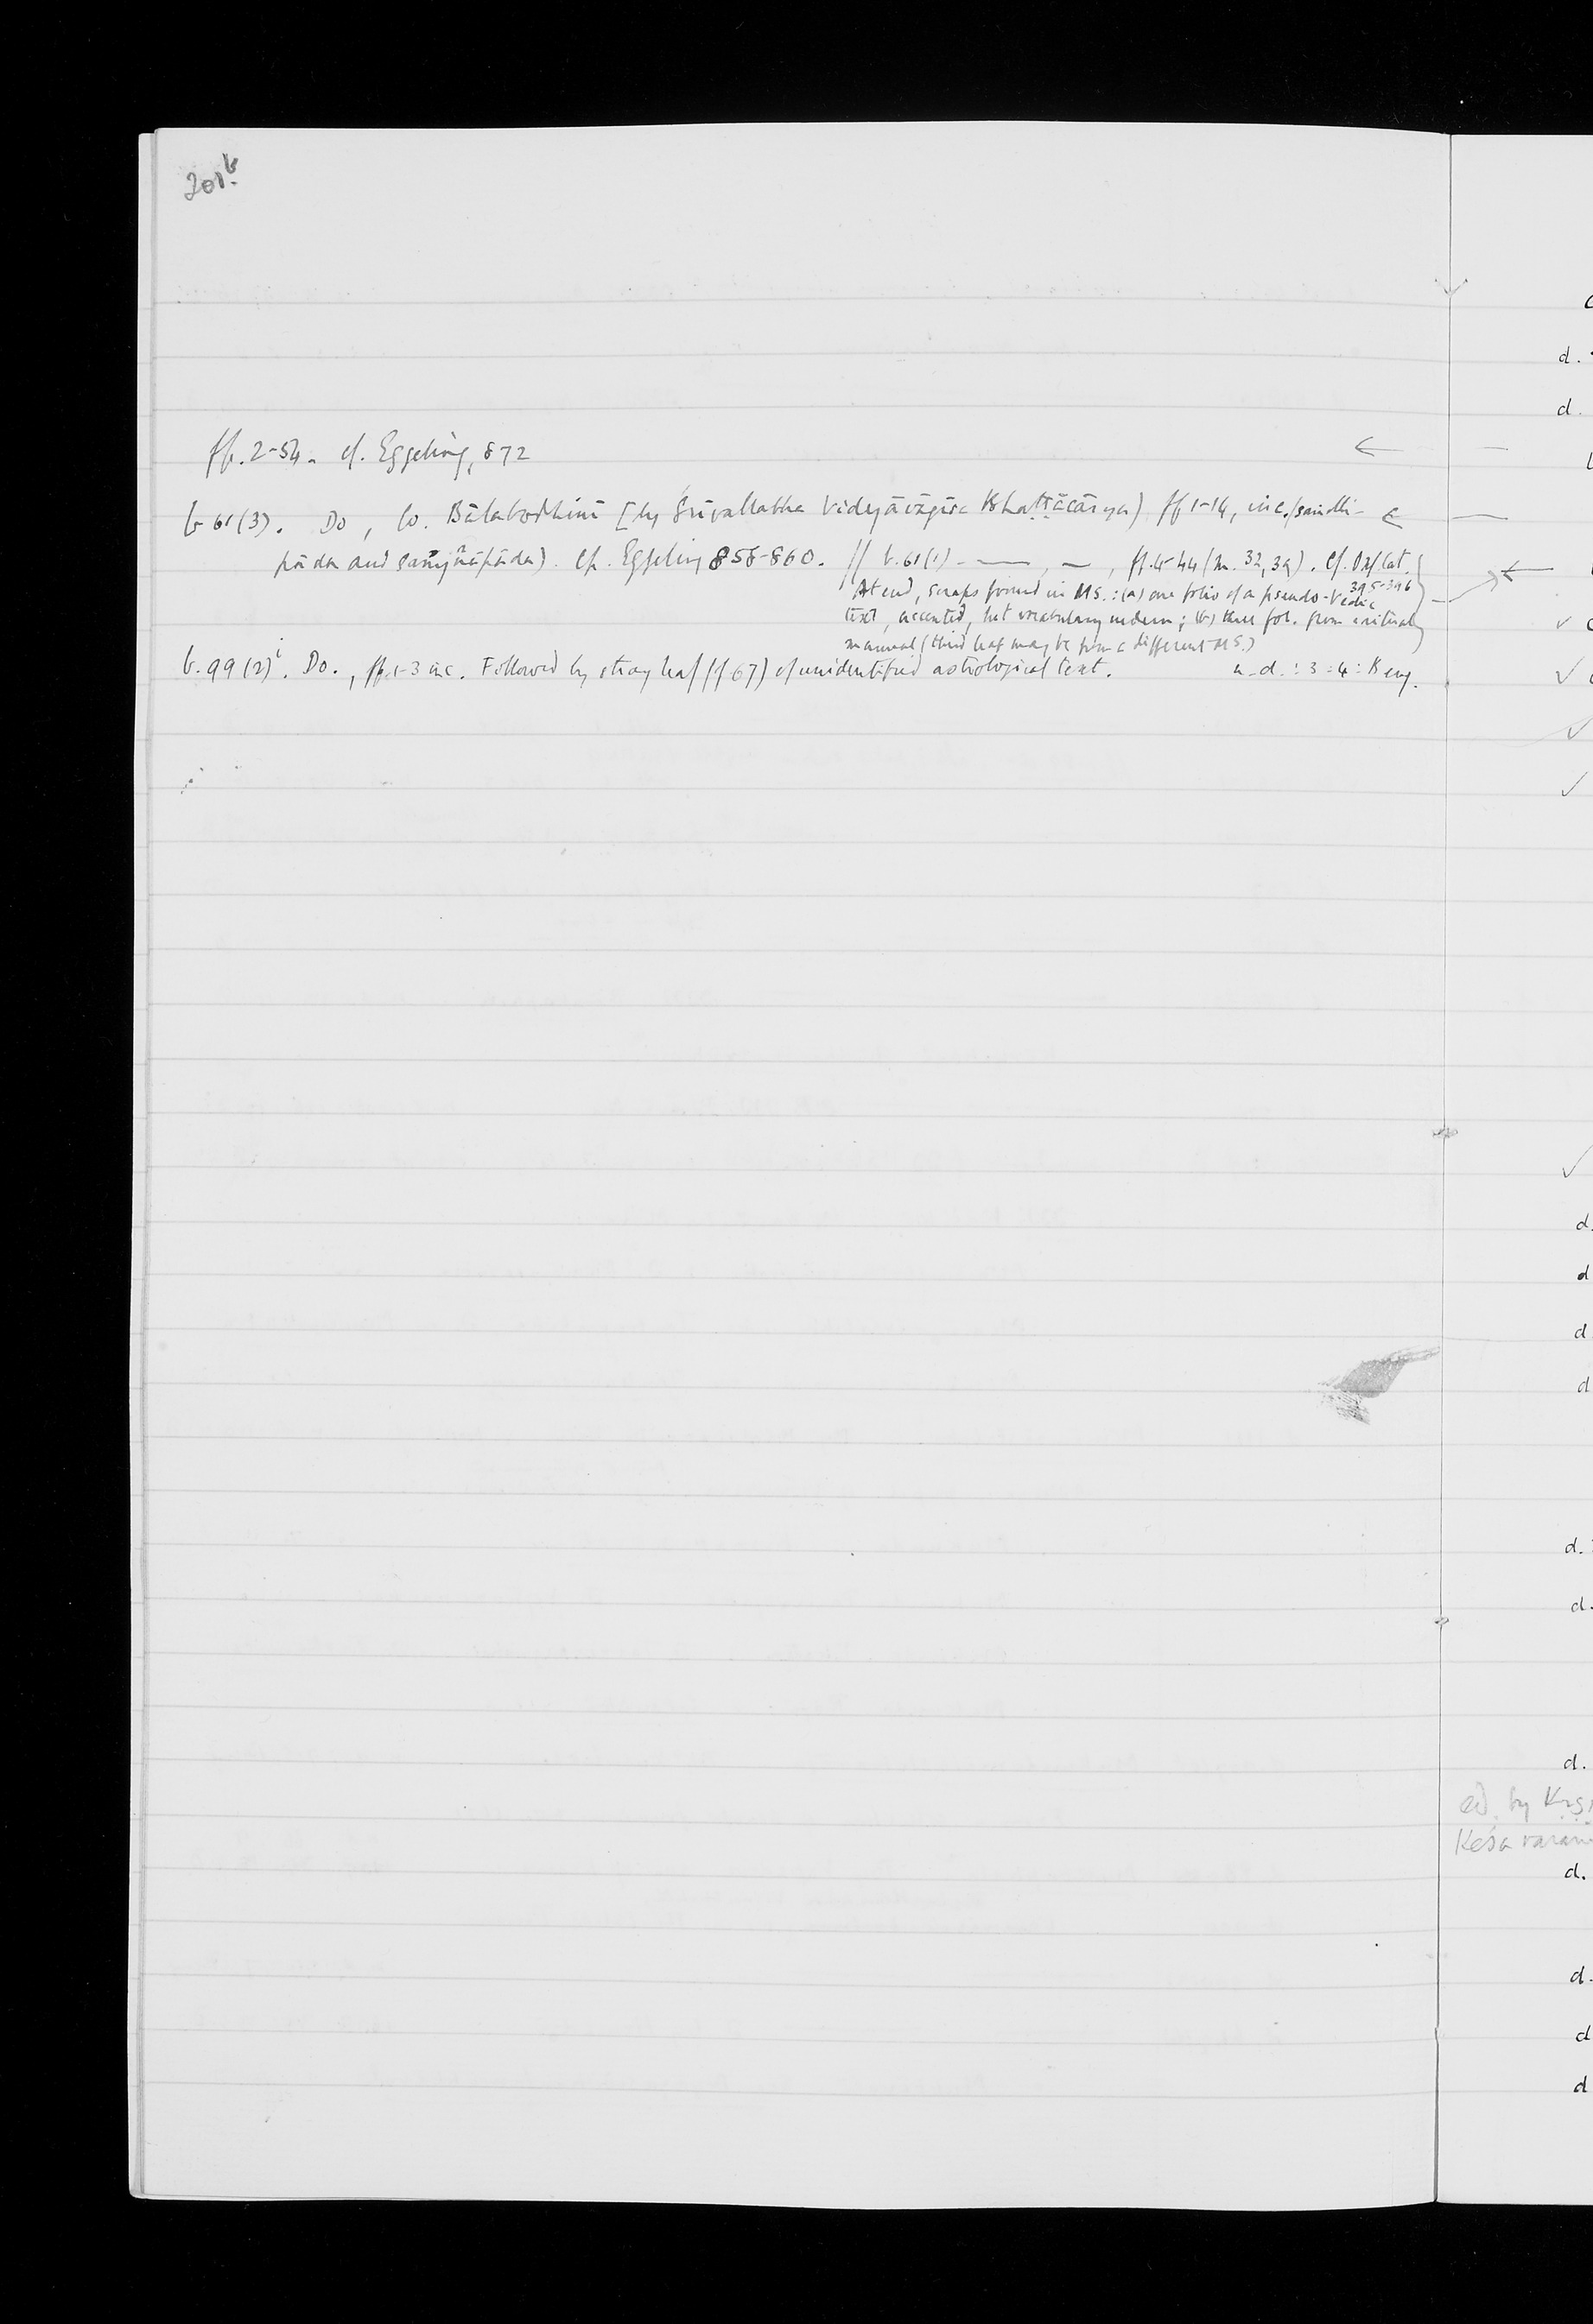 201b.
ff. 2-54. cf. Eggeling, 872 ←
b 61(3). Do, Co. Bālabodhinī [by Śrīvallabha Vidyāvāgīśa Bhaṭṭācārya] ff 1-14, inc. (sandhi- ←
pāda and saṃjñāpāda). Cf. Eggeling 858-860. // b.61(1) - —, —, ff. 4-44 (m. 32, 39). Cf. Oxf Cat. 395-396
At end, scraps found in MS.: (a) one folio of a pseudo-Vedic
text, accented, but vocabulary modern; (b) three fol. from a ritual
manual (third leaf may be from a different MS.)
b. 99(2)i. Do., ff. 1-3 inc. Followed by stray leaf (f 67) of unidentified astrological text. n.d. : 3 : 4 : Beng.
d.
d.
d.
d
d
d
d.
d.
d.
ed. by
d.
d.
d
d